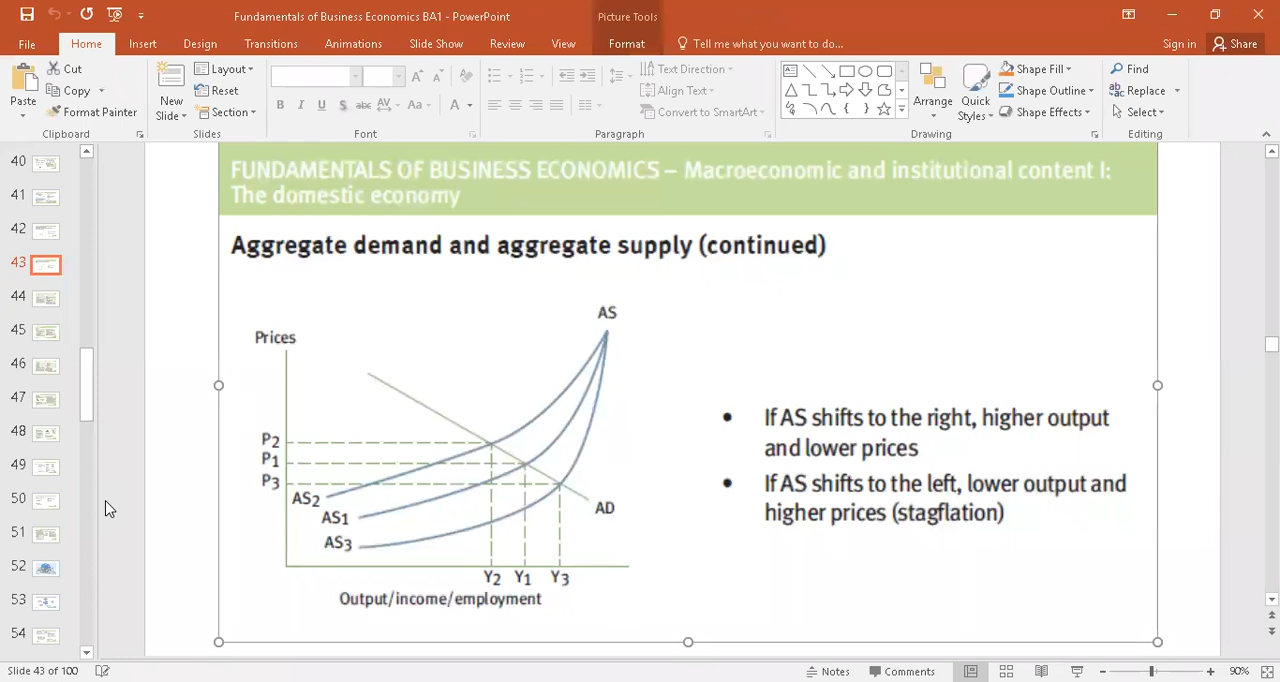 Fundamentals of Business Economics BA1 - PowerPoint
Picture Tools
File Home Insert Design Transitions Animations Slide Show Review View Format Tell me what you want to do... Sign in Share
Paste
Cut
Copy
Format Painter
Clipboard
New Slide
Layout
Reset
Section
Slides
B I U S abc AV Aa A
Font
Text Direction
Align Text
Convert to SmartArt
Paragraph
Arrange
Quick Styles
Shape Fill
Shape Outline
Shape Effects
Drawing
Find
Replace
Select
Editing
40
41
42
43
44
45
46
47
48
49
50
51
52
53
54
FUNDAMENTALS OF BUSINESS ECONOMICS – Macroeconomic and institutional content I:
The domestic economy
Aggregate demand and aggregate supply (continued)
AS
Prices
P2
P1
P3
AS2
AS1
AS3
AD
Y2 Y1 Y3
Output/income/employment
• If AS shifts to the right, higher output
and lower prices
• If AS shifts to the left, lower output and
higher prices (stagflation)
Slide 43 of 100 Notes Comments 90%